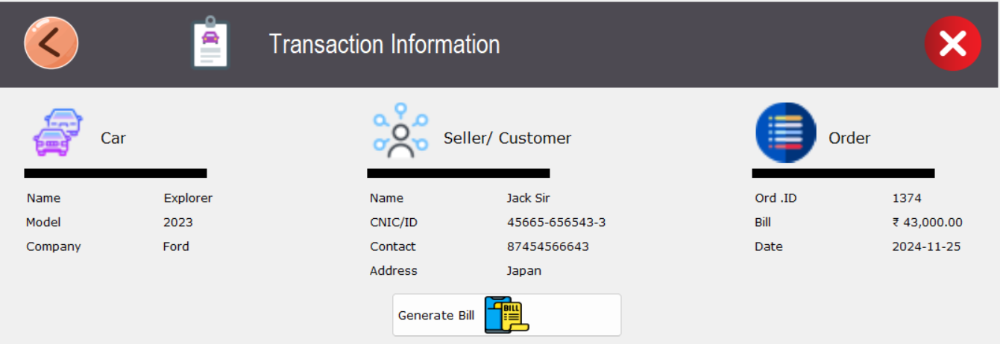 Transaction Information
Car
Seller/ Customer
Order
Name Explorer
Model 2023
Company Ford
Name Jack Sir
CNIC/ID 45665-656543-3
Contact 87454566643
Address Japan
Ord .ID 1374
Bill ₹ 43,000.00
Date 2024-11-25
Generate Bill
BILL